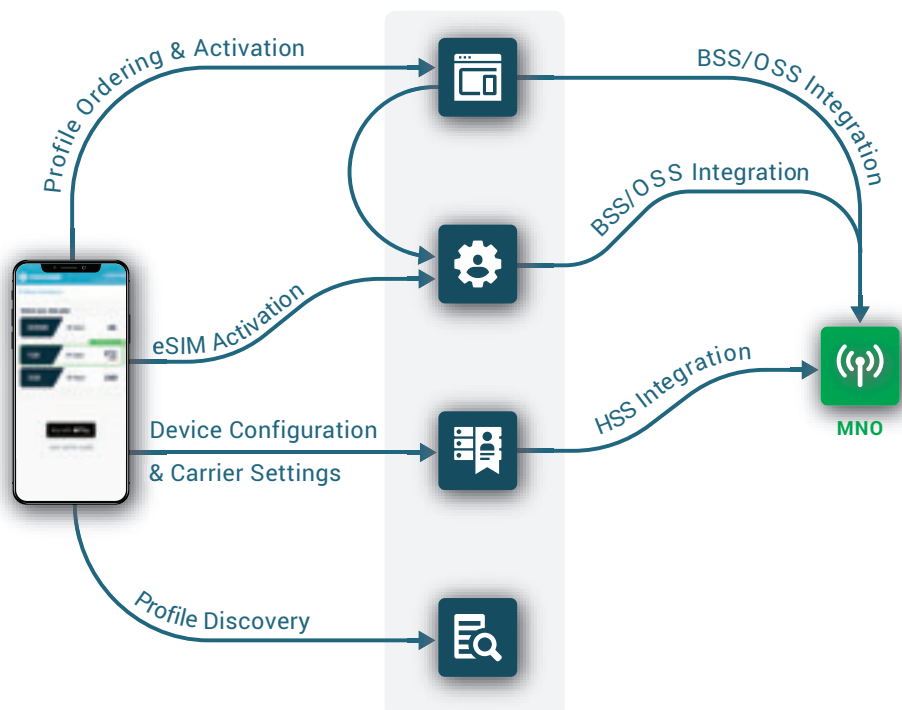 Profile Ordering & Activation
BSS/OSS Integration
BSS/OSS Integration
eSIM Activation
HSS Integration
MNO
Device Configuration
& Carrier Settings
Profile Discovery